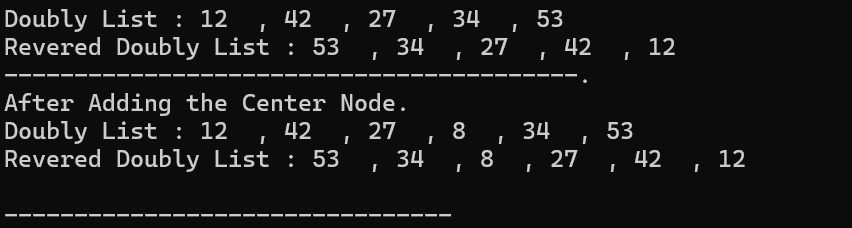 Doubly List : 12  , 42  , 27  , 34  , 53
Revered Doubly List : 53  , 34  , 27  , 42  , 12
-----------------------------------------.
After Adding the Center Node.
Doubly List : 12  , 42  , 27  , 8  , 34  , 53
Revered Doubly List : 53  , 34  , 8  , 27  , 42  , 12
--------------------------------